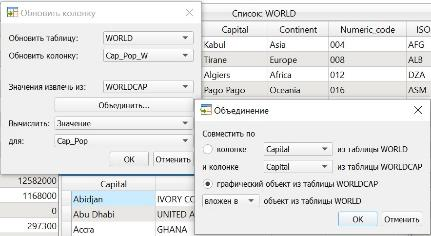 Обновить колонку
Обновить таблицу: WORLD
Обновить колонку: Cap_Pop_W
Значения извлечь из: WORLDCAP
Объединить...
Вычислить: Значение
для: Cap_Pop
OK Отменить
Список: WORLD
Capital Continent Numeric_code ISO
Kabul Asia 004 AFG
Tirane Europe 008 ALB
Algiers Africa 012 DZA
Pago Pago Oceania 016 ASM
Объединение
Совместить по
колонке Capital из таблицы WORLD
и колонке Capital из таблицы WORLDCAP
графический объект из таблицы WORLDCAP
вложен в объект из таблицы WORLD
OK Отменить
12582000
1168000
0
297300
Capital
Abidjan IVORY CO
Abu Dhabi UNITED A
Accra GHANA